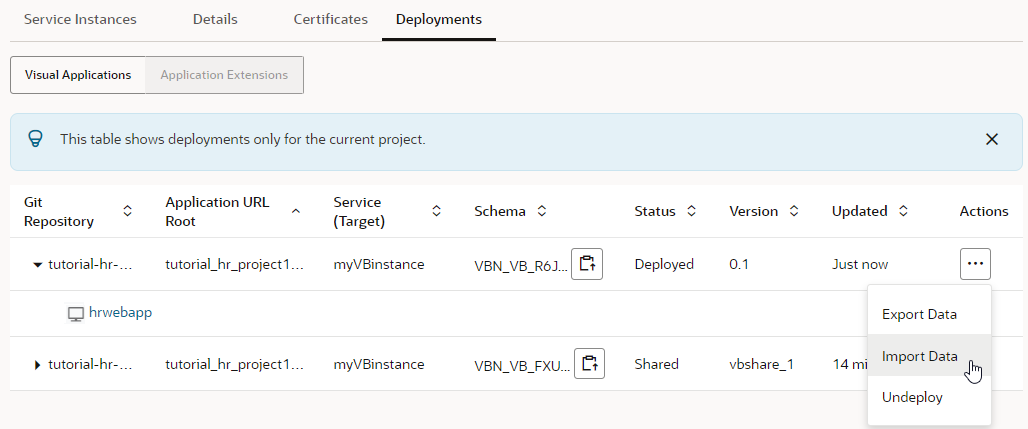 Service Instances Details Certificates Deployments
Visual Applications Application Extensions
This table shows deployments only for the current project.
Git Repository Application URL Root Service (Target) Schema Status Version Updated Actions
tutorial-hr-... tutorial_hr_project1... myVBinstance VBN_VB_R6J... Deployed 0.1 Just now ...
Export Data
hrwebapp
Import Data
tutorial-hr-... tutorial_hr_project1... myVBinstance VBN_VB_FXU... Shared vbshare_1 14 mi
Undeploy